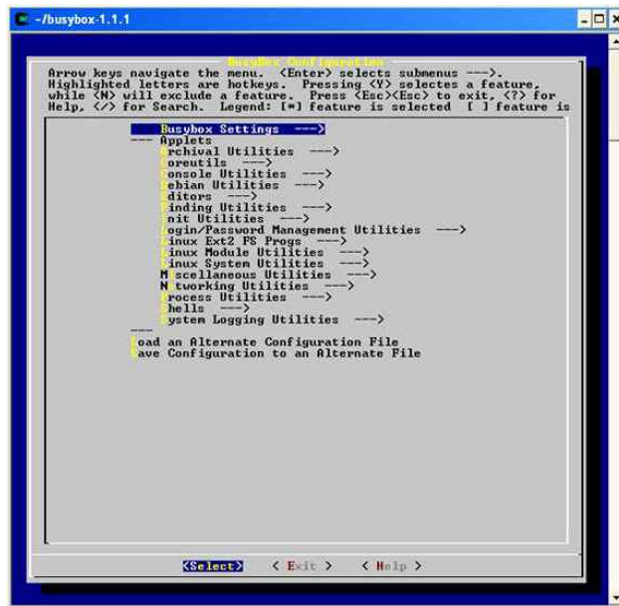 ~/busybox-1.1.1
BusyBox Configuration
Arrow keys navigate the menu. <Enter> selects submenus --->.
Highlighted letters are hotkeys. Pressing <Y> selectes a feature,
while <N> will exclude a feature. Press <Esc><Esc> to exit, <?> for
Help, </> for Search. Legend: [*] feature is selected [ ] feature is
Busybox Settings --->
--- Applets
Archival Utilities --->
Coreutils --->
Console Utilities --->
Debian Utilities --->
Editors --->
Finding Utilities --->
Init Utilities --->
Login/Password Management Utilities --->
Linux Ext2 FS Progs --->
Linux Module Utilities --->
Linux System Utilities --->
Miscellaneous Utilities --->
Networking Utilities --->
Process Utilities --->
Shells --->
System Logging Utilities --->
---
Load an Alternate Configuration File
Save Configuration to an Alternate File
<Select> < Exit > < Help >